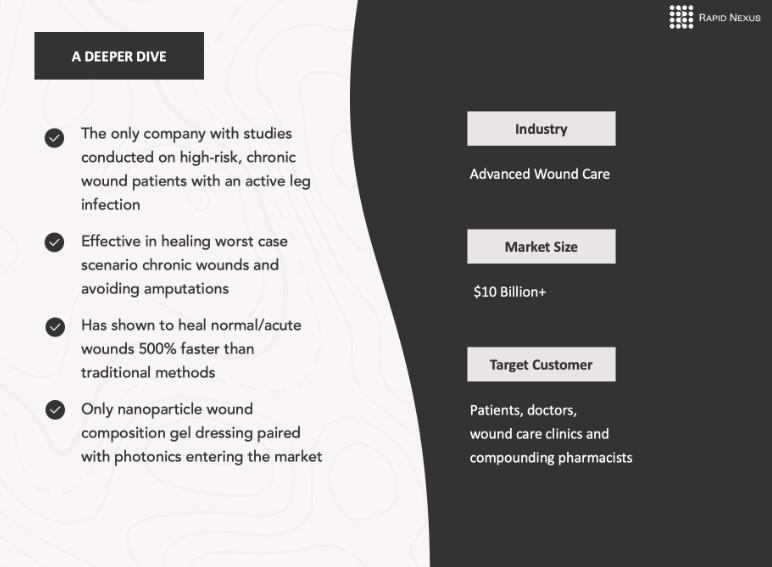 RAPID NEXUS
A DEEPER DIVE
The only company with studies
conducted on high-risk, chronic
wound patients with an active leg
infection
Effective in healing worst case
scenario chronic wounds and
avoiding amputations
Has shown to heal normal/acute
wounds 500% faster than
traditional methods
Only nanoparticle wound
composition gel dressing paired
with photonics entering the market
Industry
Advanced Wound Care
Market Size
$10 Billion+
Target Customer
Patients, doctors,
wound care clinics and
compounding pharmacists